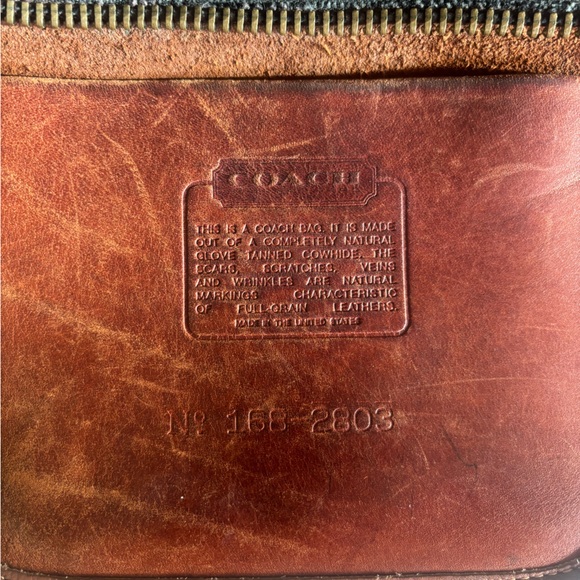 COACH
THIS IS A COACH BAG. IT IS MADE
OUT OF A COMPLETELY NATURAL
GLOVE TANNED COWHIDE. THE
SCARS, SCRATCHES, VEINS
AND WRINKLES ARE NATURAL
MARKINGS CHARACTERISTIC
OF FULL-GRAIN LEATHERS.
MADE IN THE UNITED STATES
Nº 168-2803